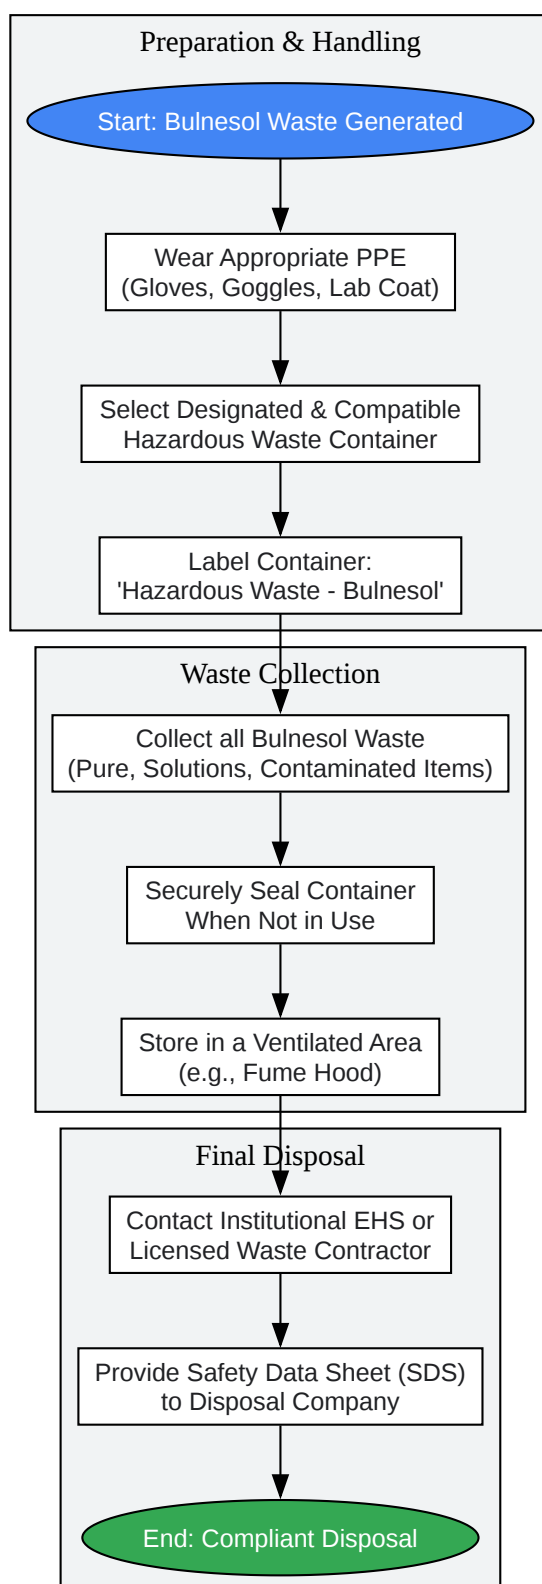 Preparation & Handling
Start: Bulnesol Waste Generated
Wear Appropriate PPE
(Gloves, Goggles, Lab Coat)
Select Designated & Compatible
Hazardous Waste Container
Label Container:
'Hazardous Waste - Bulnesol'
Waste Collection
Collect all Bulnesol Waste
(Pure, Solutions, Contaminated Items)
Securely Seal Container
When Not in Use
Store in a Ventilated Area
(e.g., Fume Hood)
Final Disposal
Contact Institutional EHS or
Licensed Waste Contractor
Provide Safety Data Sheet (SDS)
to Disposal Company
End: Compliant Disposal